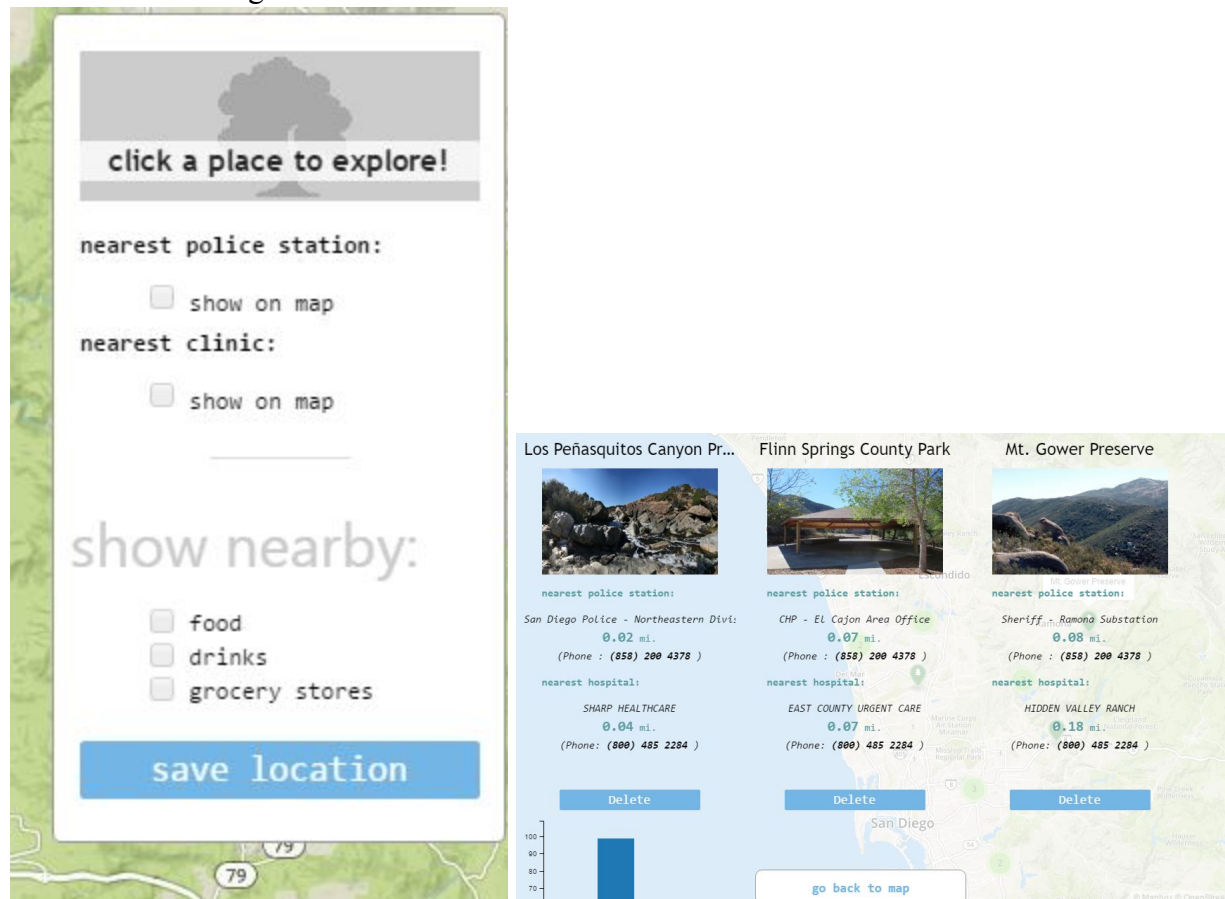 click a place to explore!
nearest police station:
show on map
nearest clinic:
show on map
show nearby:
food
drinks
grocery stores
save location
79
79
Los Peñasquitos Canyon Pr...
Flinn Springs County Park
Mt. Gower Preserve
Escondido
Mt. Gower Preserve
nearest police station:
nearest police station:
nearest police station:
San Diego Police - Northeastern Divi
CHP - El Cajon Area Office
Sheriff - Ramona Substation
0.02 mi.
0.07 mi.
0.08 mi.
(Phone : (858) 200 4378 )
(Phone : (858) 200 4378 )
(Phone : (858) 200 4378 )
Del Mar
nearest hospital:
nearest hospital:
nearest hospital:
SHARP HEALTHCARE
EAST COUNTY URGENT CARE
HIDDEN VALLEY RANCH
0.04 mi.
0.07 mi.
0.18 mi.
(Phone: (800) 485 2284 )
(Phone: (800) 485 2284 )
(Phone: (800) 485 2284 )
Delete
Delete
Delete
San Diego
100
90
80
70
go back to map